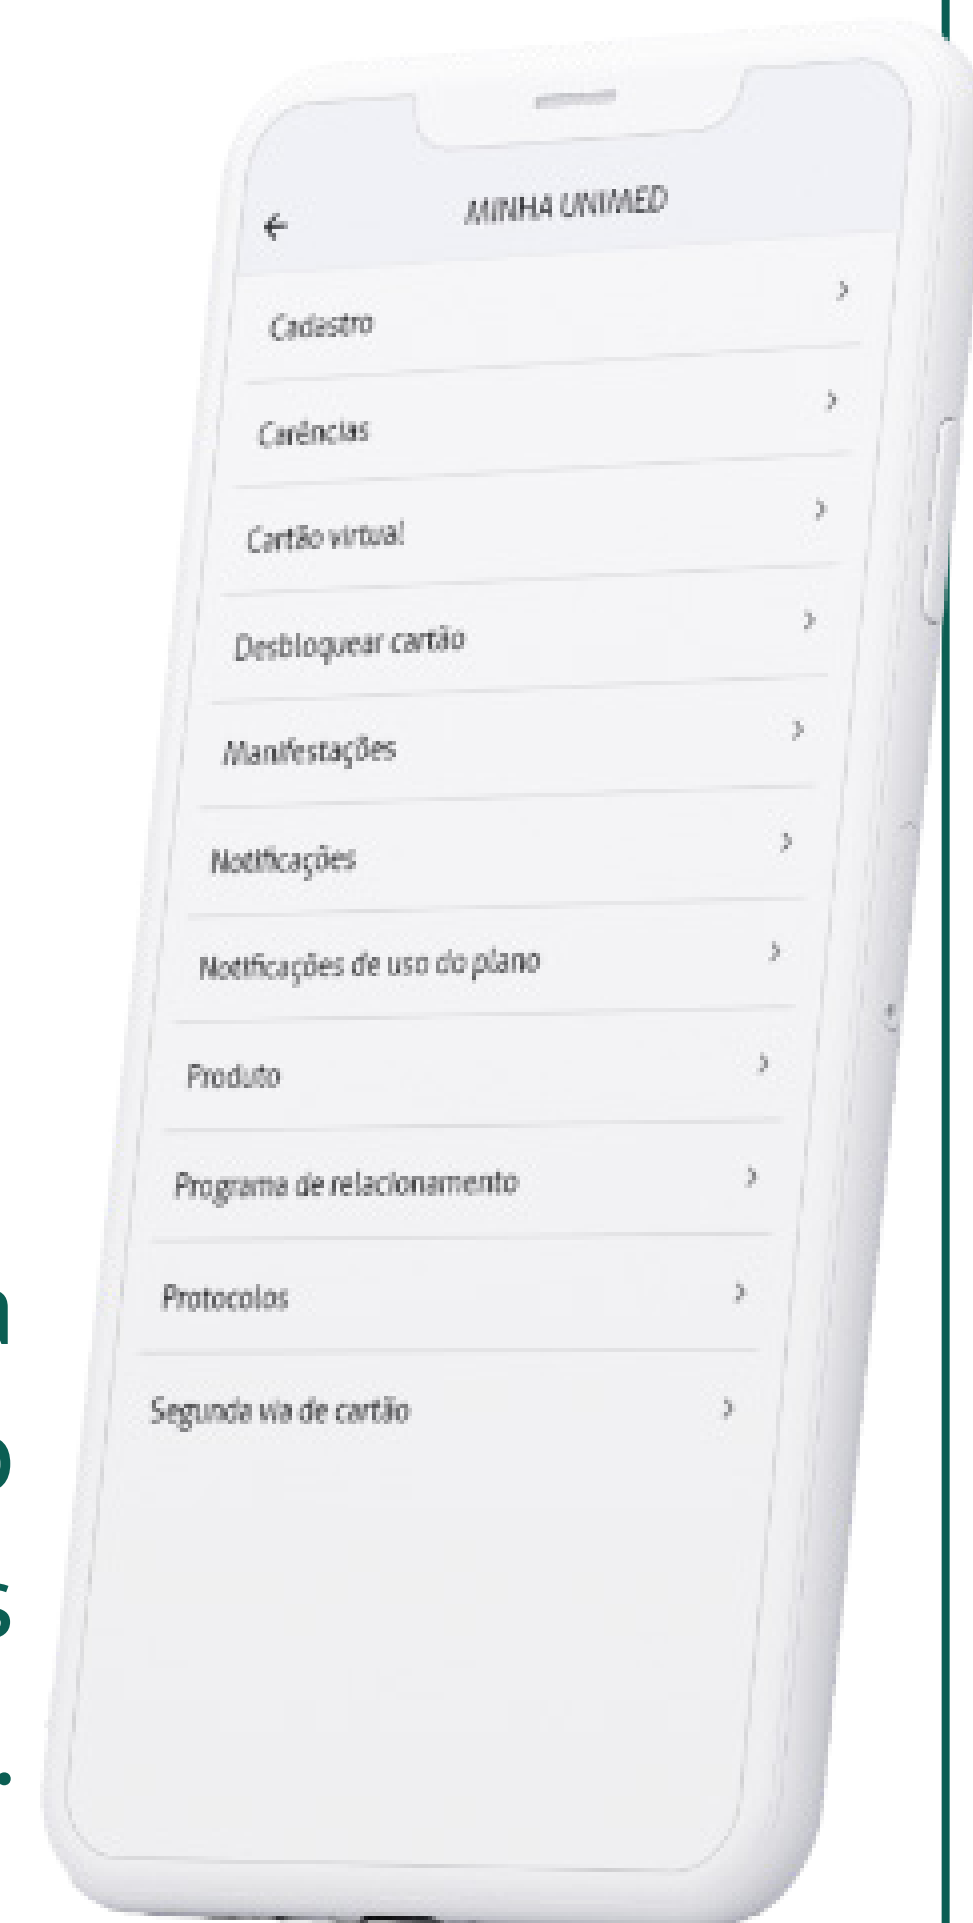 MINHA UNIMED
Cadastro
Carências
Cartão virtual
Desbloquear cartão
Manifestações
Notificações
Notificações de uso do plano
Produto
Programa de relacionamento
Protocolos
Segunda via de cartão